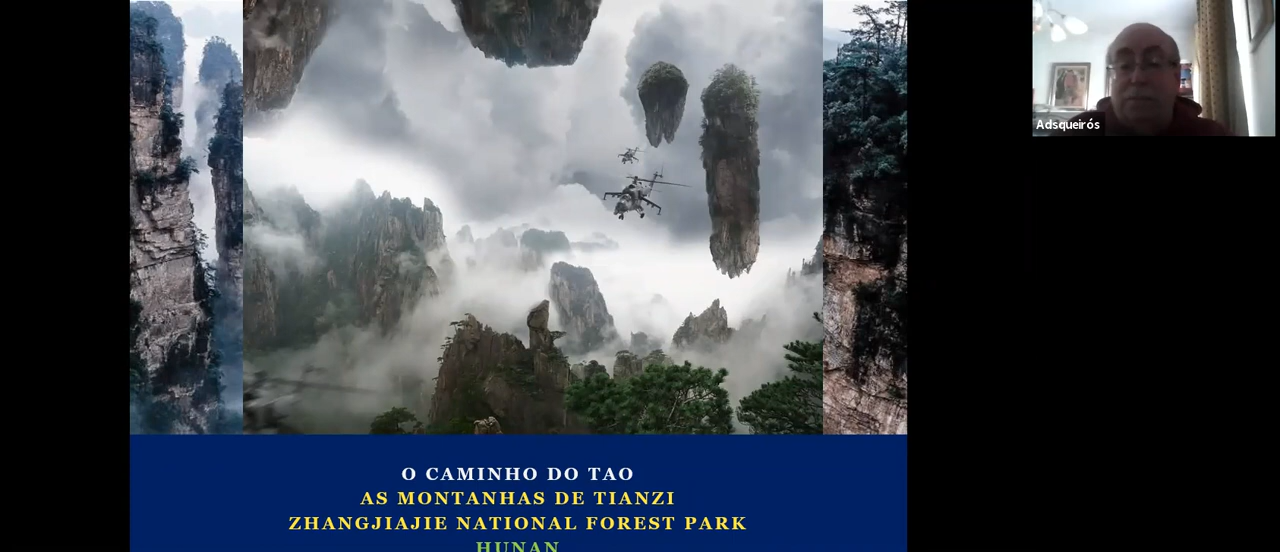 Adsqueirós
O CAMINHO DO TAO
AS MONTANHAS DE TIANZI
ZHANGJIAJIE NATIONAL FOREST PARK
HUNAN